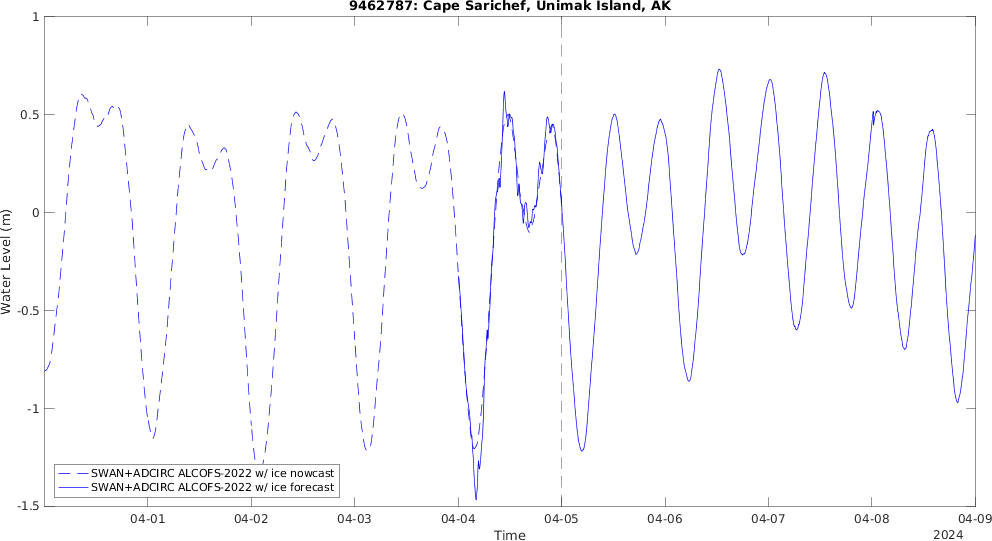 9462787: Cape Sarichef, Unimak Island, AK
Water Level (m)
1
0.5
0
-0.5
-1
-1.5
SWAN+ADCIRC ALCOFS-2022 w/ ice nowcast
SWAN+ADCIRC ALCOFS-2022 w/ ice forecast
04-01 04-02 04-03 04-04 04-05 04-06 04-07 04-08 04-09
Time
2024